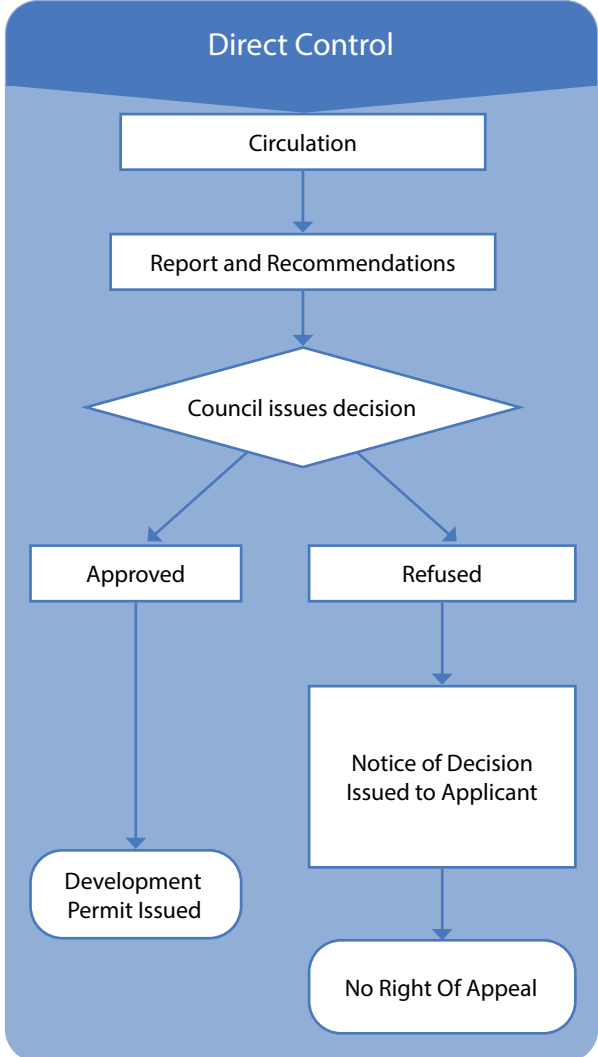 Direct Control
Circulation
Report and Recommendations
Council issues decision
Approved
Refused
Notice of Decision
Issued to Applicant
Development
Permit Issued
No Right Of Appeal